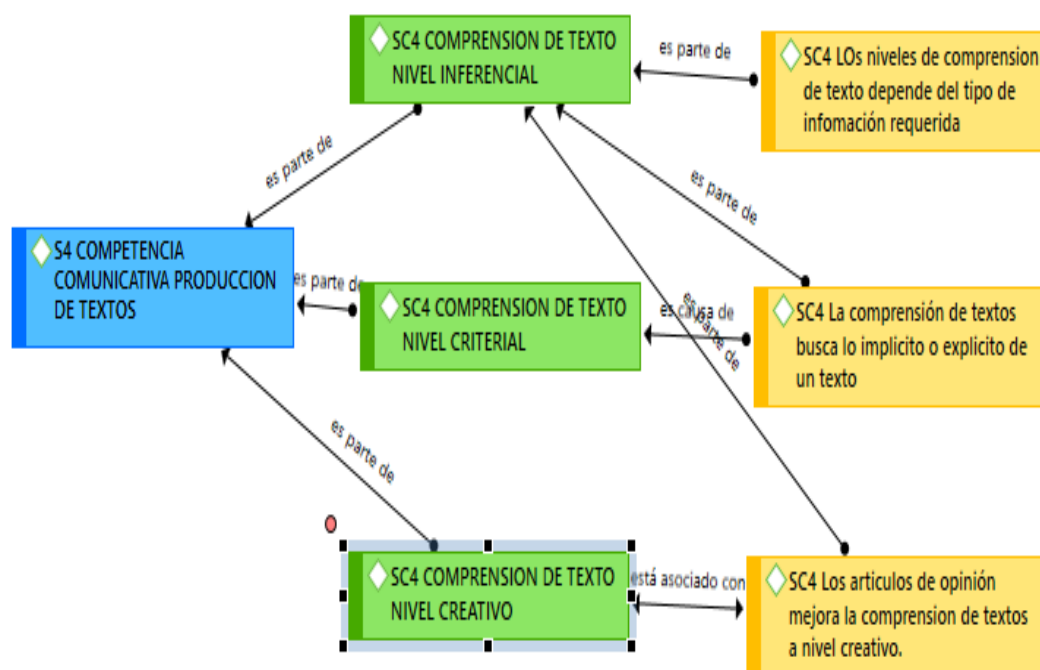 SC4 COMPRENSION DE TEXTO
NIVEL INFERENCIAL
es parte de
SC4 LOs niveles de comprension
de texto depende del tipo de
infomación requerida
es parte de
es parte de
S4 COMPETENCIA
COMUNICATIVA PRODUCCION
DE TEXTOS
es parte de
SC4 COMPRENSION DE TEXTO
NIVEL CRITERIAL
es causa de
es parte de
SC4 La comprensión de textos
busca lo implicito o explicito de
un texto
es parte de
SC4 COMPRENSION DE TEXTO
NIVEL CREATIVO
está asociado con
SC4 Los articulos de opinión
mejora la comprension de textos
a nivel creativo.